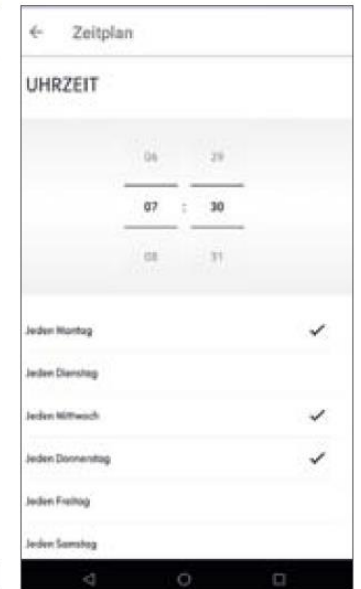 Zeitplan
UHRZEIT
06 29
07 : 30
08 31
Jeden Montag
Jeden Dienstag
Jeden Mittwoch
Jeden Donnerstag
Jeden Freitag
Jeden Samstag